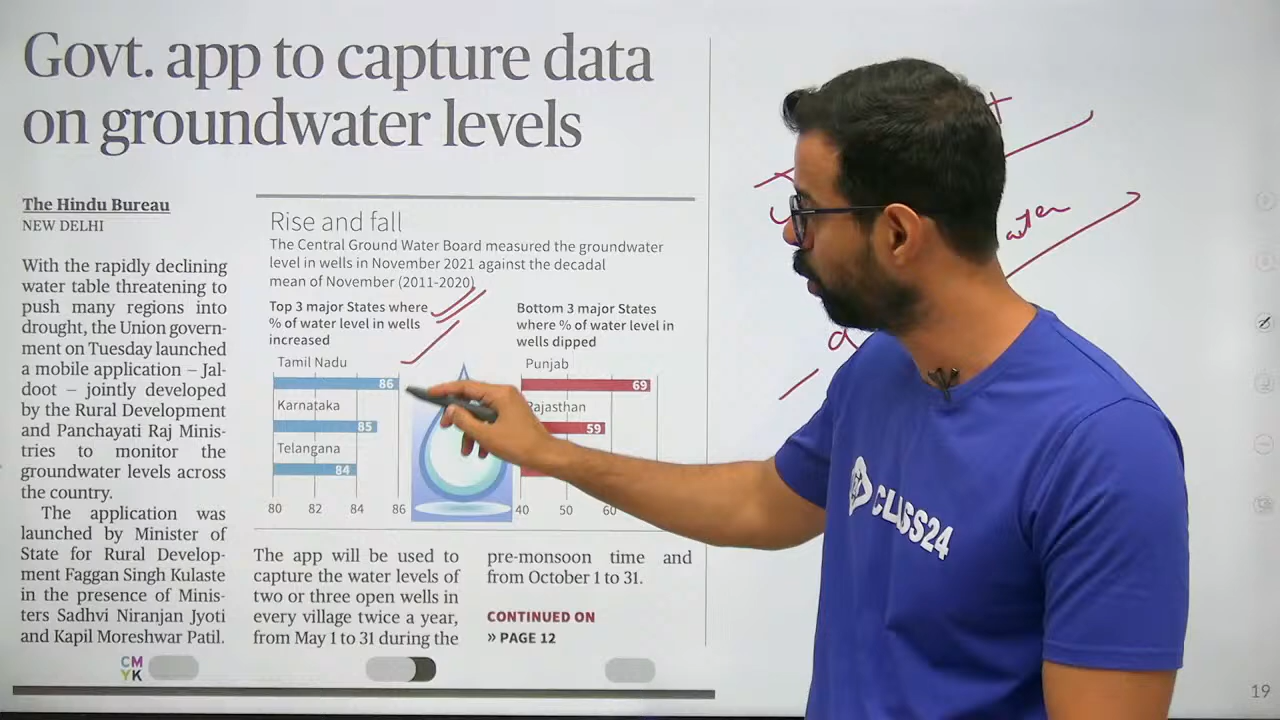 Govt. app to capture data
on groundwater levels
The Hindu Bureau
NEW DELHI
With the rapidly declining
water table threatening to
push many regions into
drought, the Union govern-
ment on Tuesday launched
a mobile application – Jal-
doot – jointly developed
by the Rural Development
and Panchayati Raj Minis-
tries to monitor the
groundwater levels across
the country.
The application was
launched by Minister of
State for Rural Develop-
ment Faggan Singh Kulaste
in the presence of Minis-
ters Sadhvi Niranjan Jyoti
and Kapil Moreshwar Patil.
Rise and fall
The Central Ground Water Board measured the groundwater
level in wells in November 2021 against the decadal
mean of November (2011-2020)
Top 3 major States where
% of water level in wells
increased
Tamil Nadu
86
Karnataka
85
Telangana
84
80 82 84 86
Bottom 3 major States
where % of water level in
wells dipped
Punjab
69
Rajasthan
59
40 50 60
The app will be used to
capture the water levels of
two or three open wells in
every village twice a year,
from May 1 to 31 during the
pre-monsoon time and
from October 1 to 31.
CONTINUED ON
» PAGE 12
CM
YK
ater
CLASS24
19